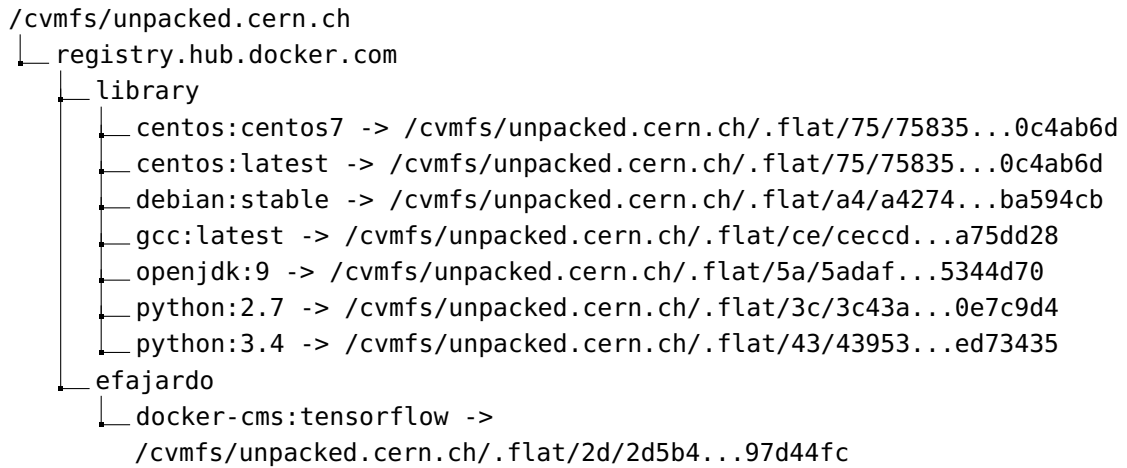 /cvmfs/unpacked.cern.ch
registry.hub.docker.com
library
centos:centos7 -> /cvmfs/unpacked.cern.ch/.flat/75/75835...0c4ab6d
centos:latest -> /cvmfs/unpacked.cern.ch/.flat/75/75835...0c4ab6d
debian:stable -> /cvmfs/unpacked.cern.ch/.flat/a4/a4274...ba594cb
gcc:latest -> /cvmfs/unpacked.cern.ch/.flat/ce/ceccd...a75dd28
openjdk:9 -> /cvmfs/unpacked.cern.ch/.flat/5a/5adaf...5344d70
python:2.7 -> /cvmfs/unpacked.cern.ch/.flat/3c/3c43a...0e7c9d4
python:3.4 -> /cvmfs/unpacked.cern.ch/.flat/43/43953...ed73435
efajardo
docker-cms:tensorflow ->
/cvmfs/unpacked.cern.ch/.flat/2d/2d5b4...97d44fc